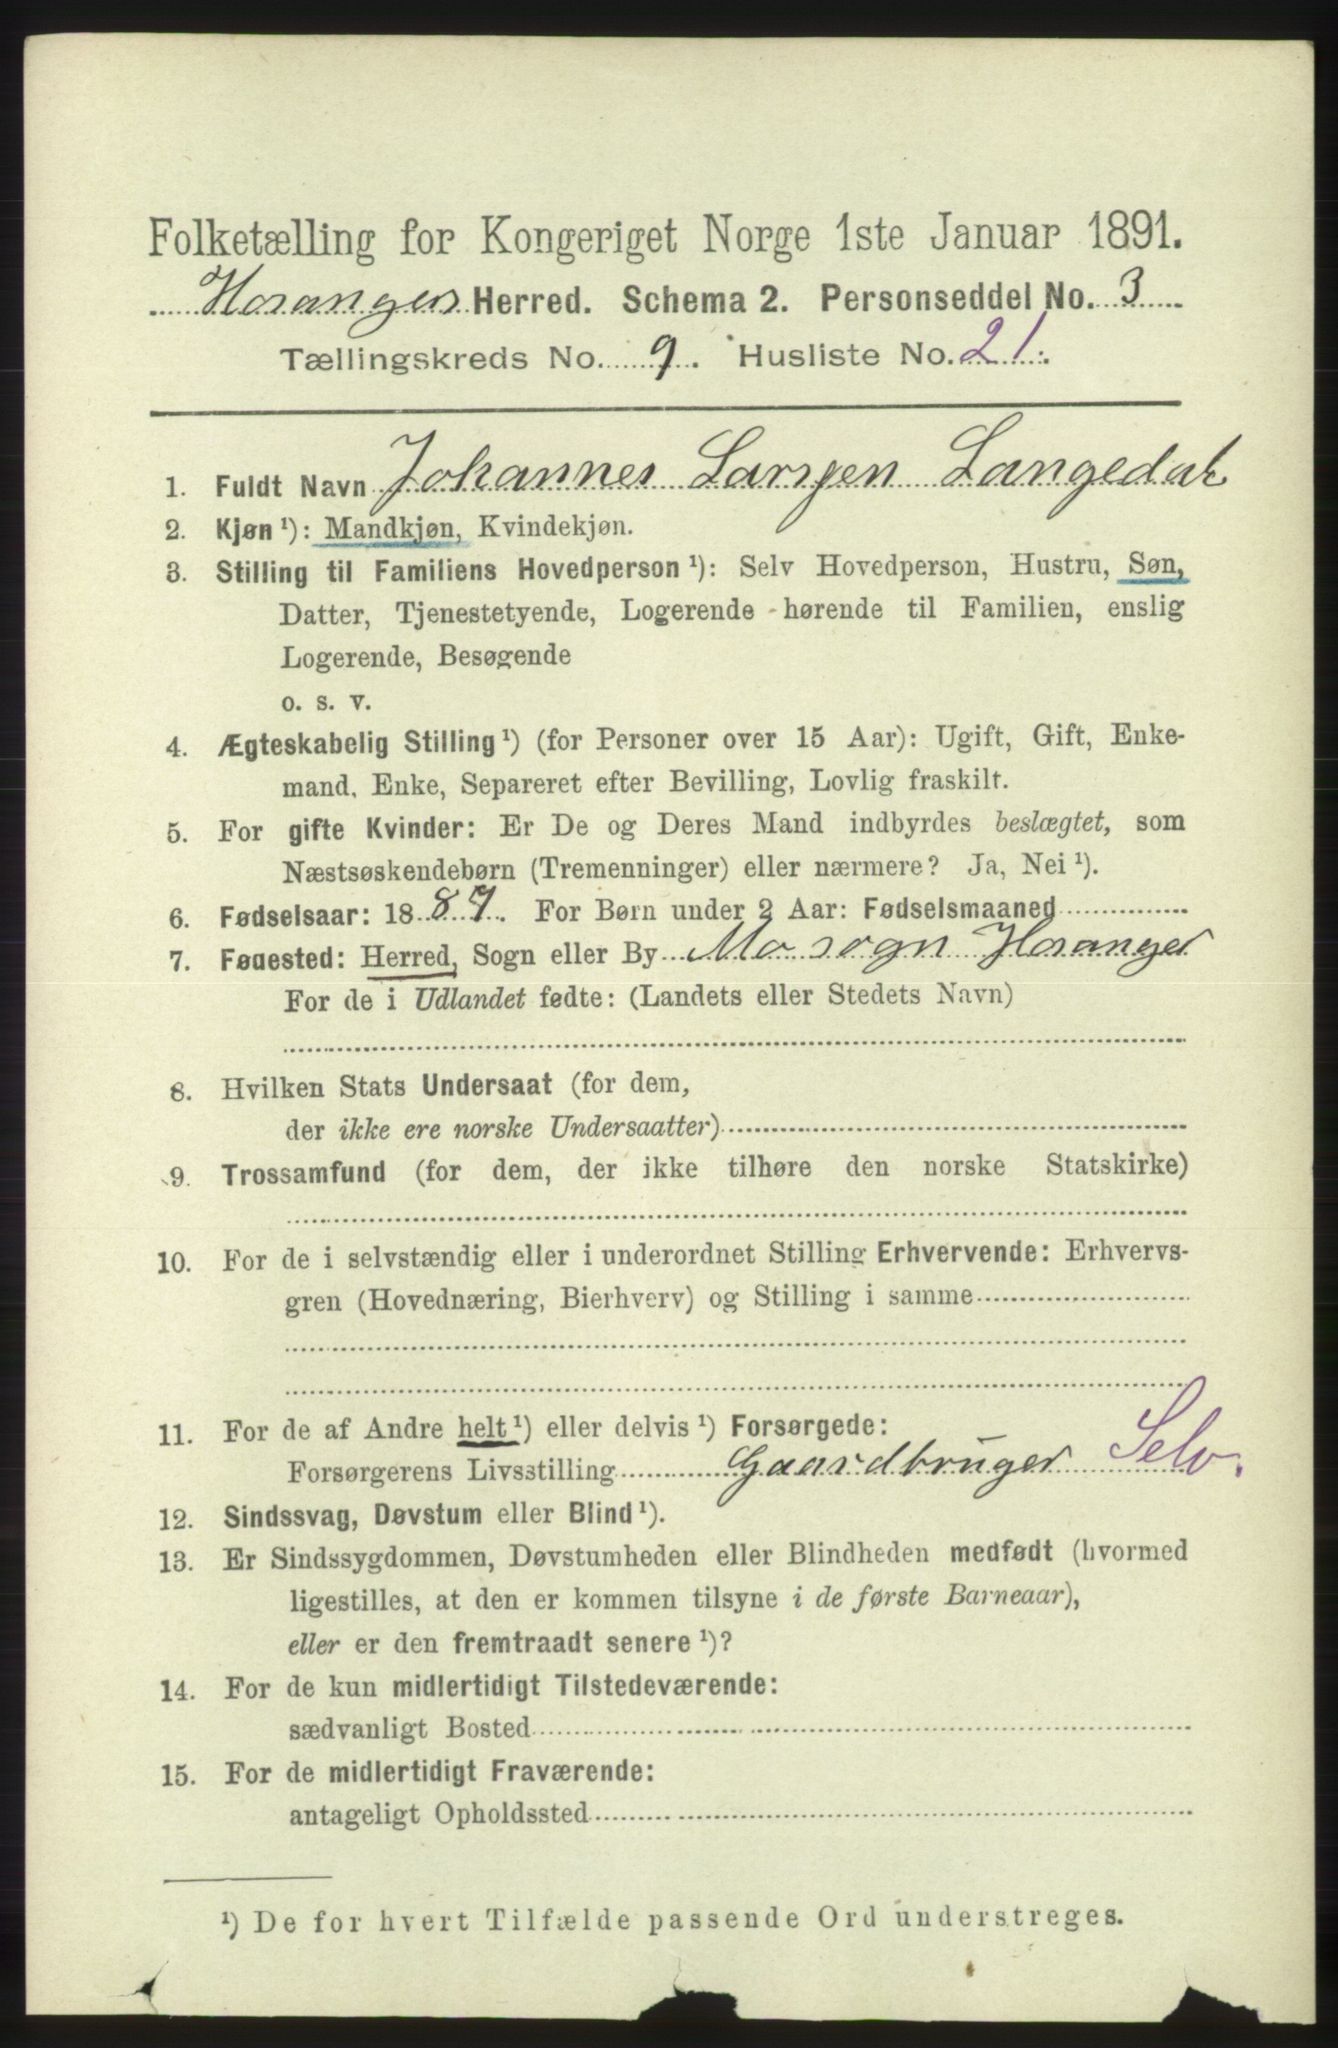 Folketælling for Kongeriget Norge 1ste Januar 1891.
Hosangers Herred. Schema 2. Personseddel No. 3
Tællingskreds No. 9. Husliste No. 21.
1. Fuldt Navn Johannes Larsen Langedal
2. Kjøn ¹): Mandkjøn, Kvindekjøn.
3. Stilling til Familiens Hovedperson ¹): Selv Hovedperson, Hustru, Søn,
Datter, Tjenestetyende, Logerende hørende til Familien, enslig
Logerende, Besøgende
o. s. v.
4. Ægteskabelig Stilling ¹) (for Personer over 15 Aar): Ugift, Gift, Enke-
mand, Enke, Separeret efter Bevilling, Lovlig fraskilt.
5. For gifte Kvinder: Er De og Deres Mand indbyrdes beslægtet, som
Næstsøskendebørn (Tremenninger) eller nærmere? Ja, Nei ¹).
6. Fødselsaar: 1887. For Børn under 2 Aar: Fødselsmaaned
7. Fødested: Herred, Sogn eller By Mo sogn Hosanger
For de i Udlandet fødte: (Landets eller Stedets Navn)
8. Hvilken Stats Undersaat (for dem,
der ikke ere norske Undersaatter)
9. Trossamfund (for dem, der ikke tilhøre den norske Statskirke)
10. For de i selvstændig eller i underordnet Stilling Erhvervende: Erhvervs-
gren (Hovednæring, Bierhverv) og Stilling i samme
11. For de af Andre helt ¹) eller delvis ¹) Forsørgede:
Forsørgerens Livsstilling Gaardbruger Selv.
12. Sindssvag, Døvstum eller Blind ¹).
13. Er Sindssygdommen, Døvstumheden eller Blindheden medfødt (hvormed
ligestilles, at den er kommen tilsyne i de første Barneaar),
eller er den fremtraadt senere ¹)?
14. For de kun midlertidigt Tilstedeværende:
sædvanligt Bosted
15. For de midlertidigt Fraværende:
antageligt Opholdssted
¹) De for hvert Tilfælde passende Ord understreges.